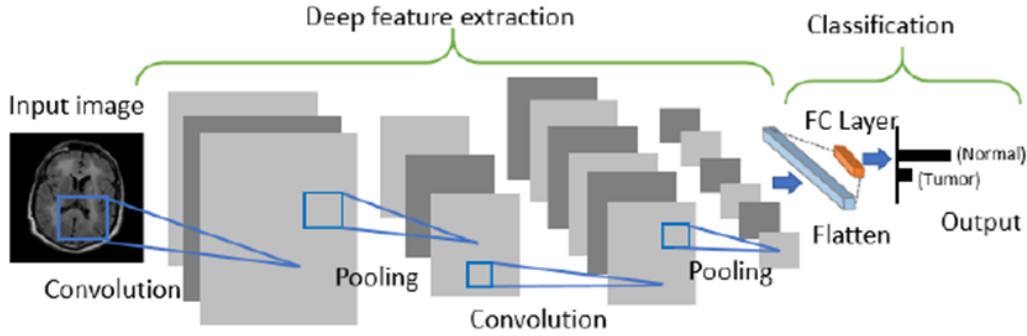 Deep feature extraction
Classification
Input image
FC Layer
(Normal)
(Tumor)
Output
Flatten
Convolution
Pooling
Convolution
Pooling